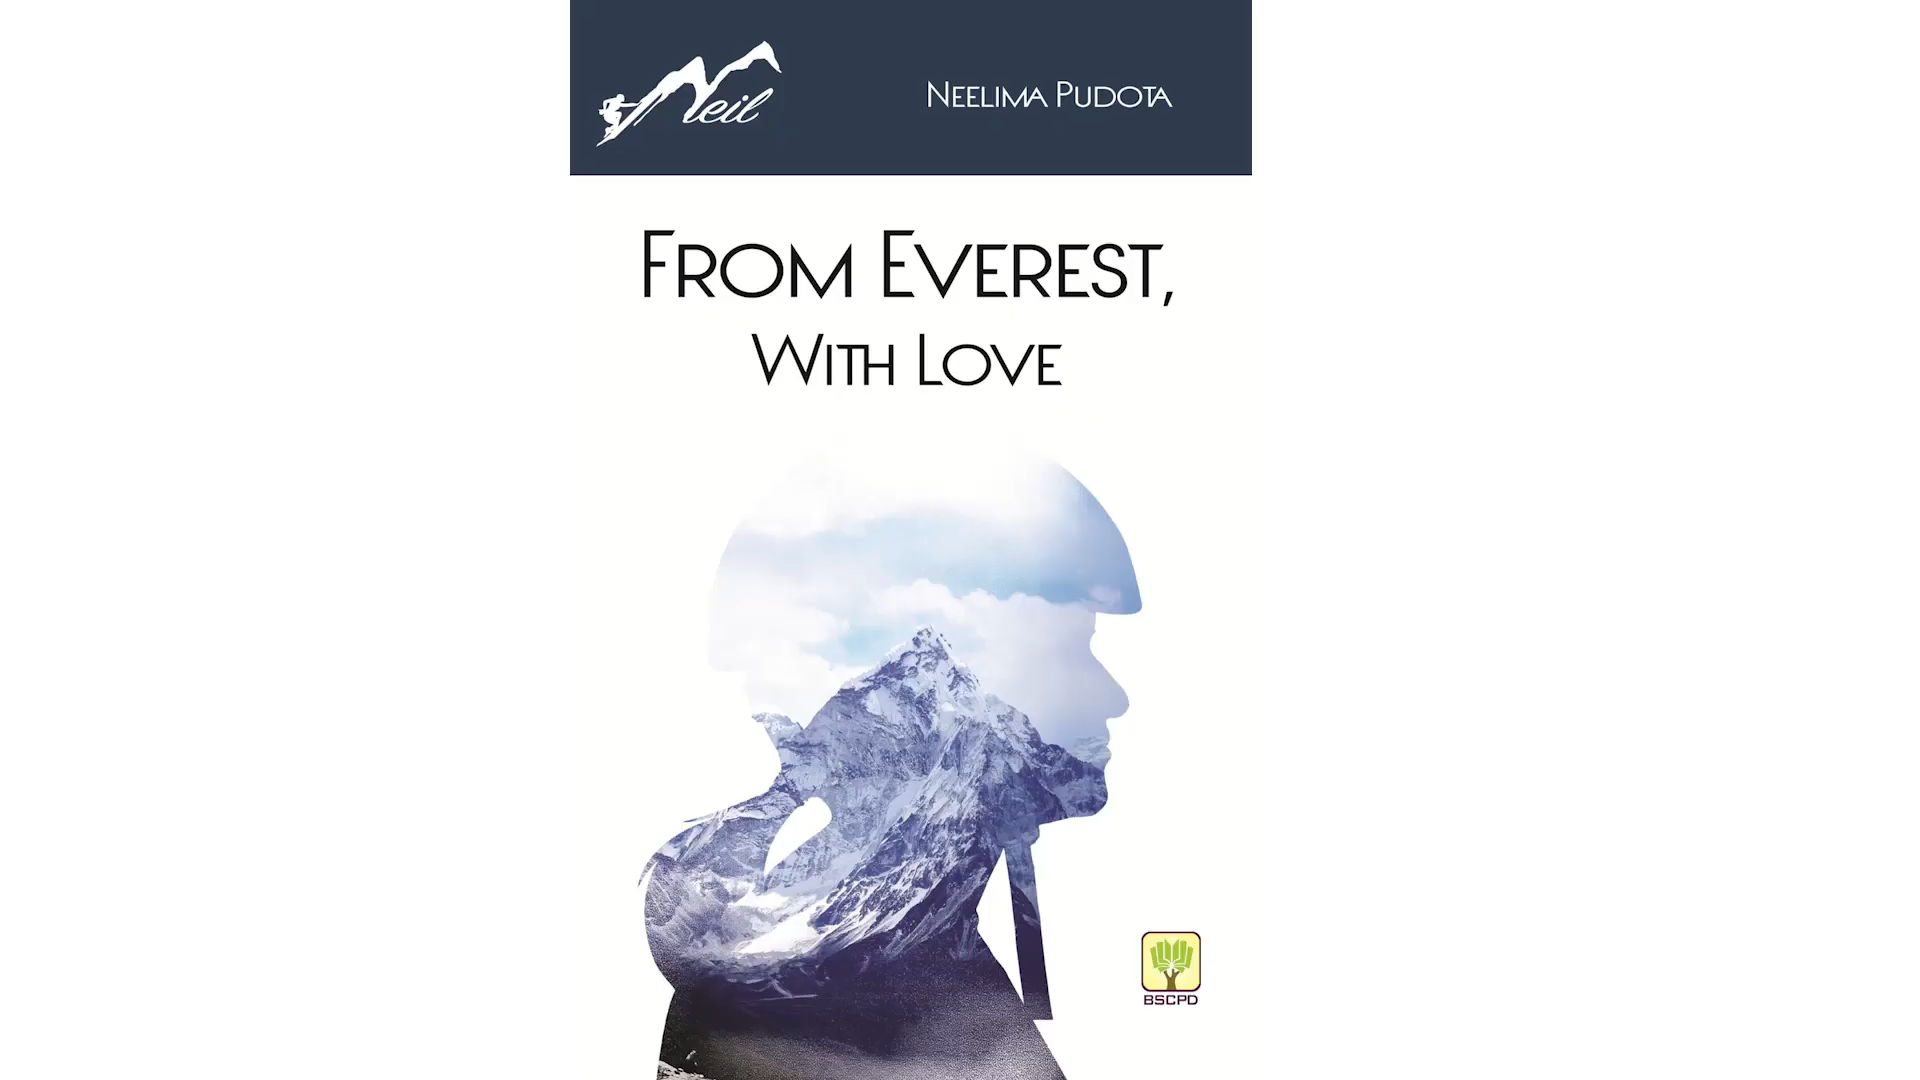 Neil
NEELIMA PUDOTA
FROM EVEREST,
WITH LOVE
BSCPD